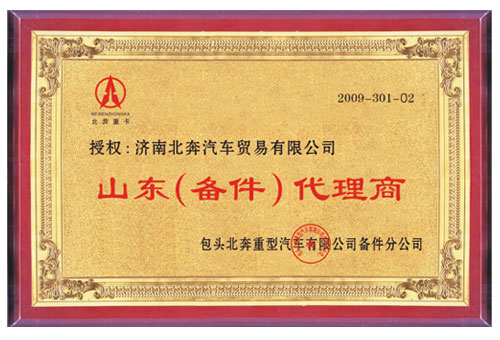 BEIBENZHONGKA
北奔重卡
2009-301-02
授权:济南北奔汽车贸易有限公司
山东(备件)代理商
包头北奔重型汽车有限公司备件分公司